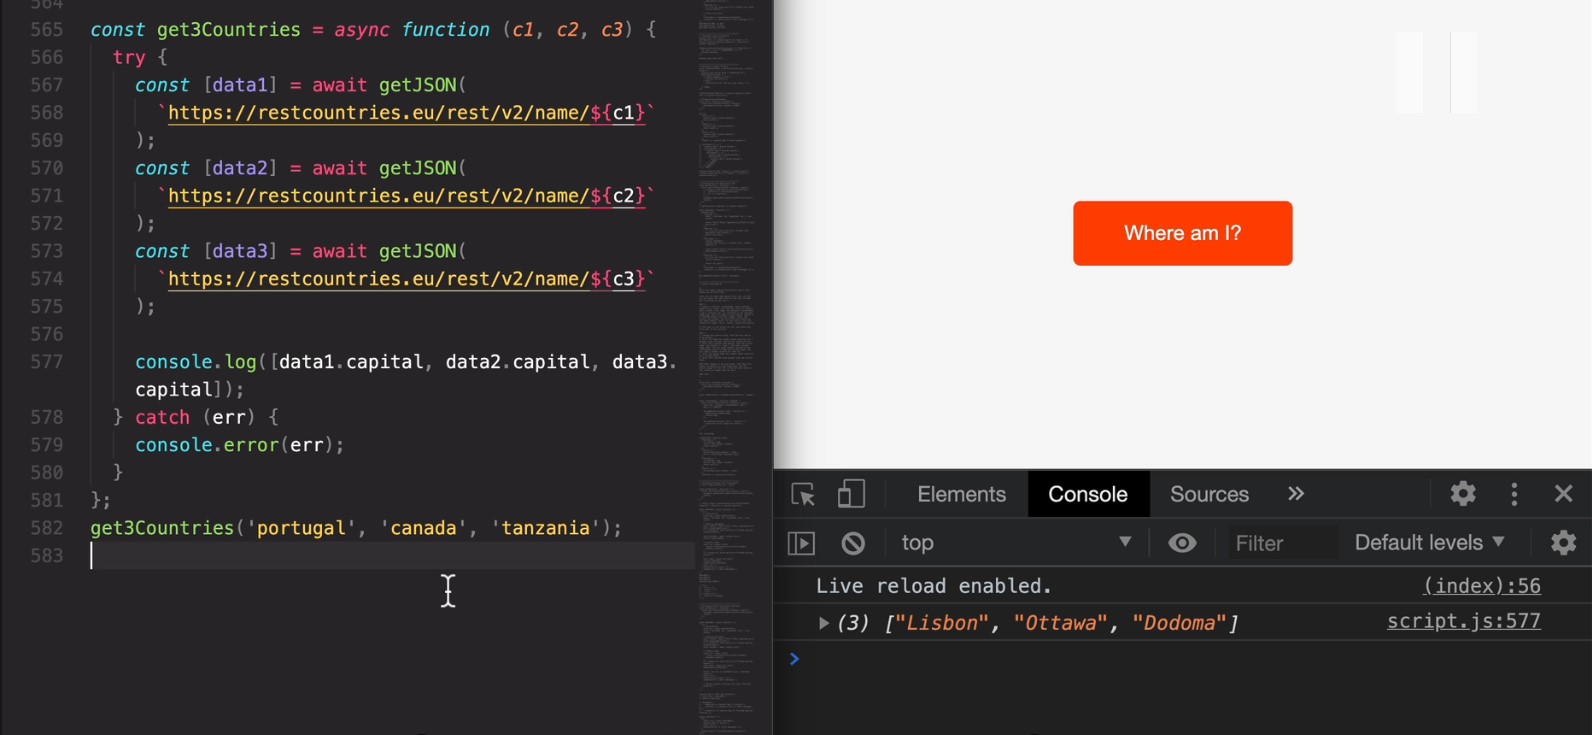 564
565 const get3Countries = async function (c1, c2, c3) {
566 try {
567 const [data1] = await getJSON(
568 `https://restcountries.eu/rest/v2/name/${c1}`
569 );
570 const [data2] = await getJSON(
571 `https://restcountries.eu/rest/v2/name/${c2}`
572 );
573 const [data3] = await getJSON(
574 `https://restcountries.eu/rest/v2/name/${c3}`
575 );
576
577 console.log([data1.capital, data2.capital, data3.
capital]);
578 } catch (err) {
579 console.error(err);
580 }
581 };
582 get3Countries('portugal', 'canada', 'tanzania');
583
Where am I?
Elements Console Sources »
top Filter Default levels
Live reload enabled. (index):56
(3) ["Lisbon", "Ottawa", "Dodoma"] script.js:577